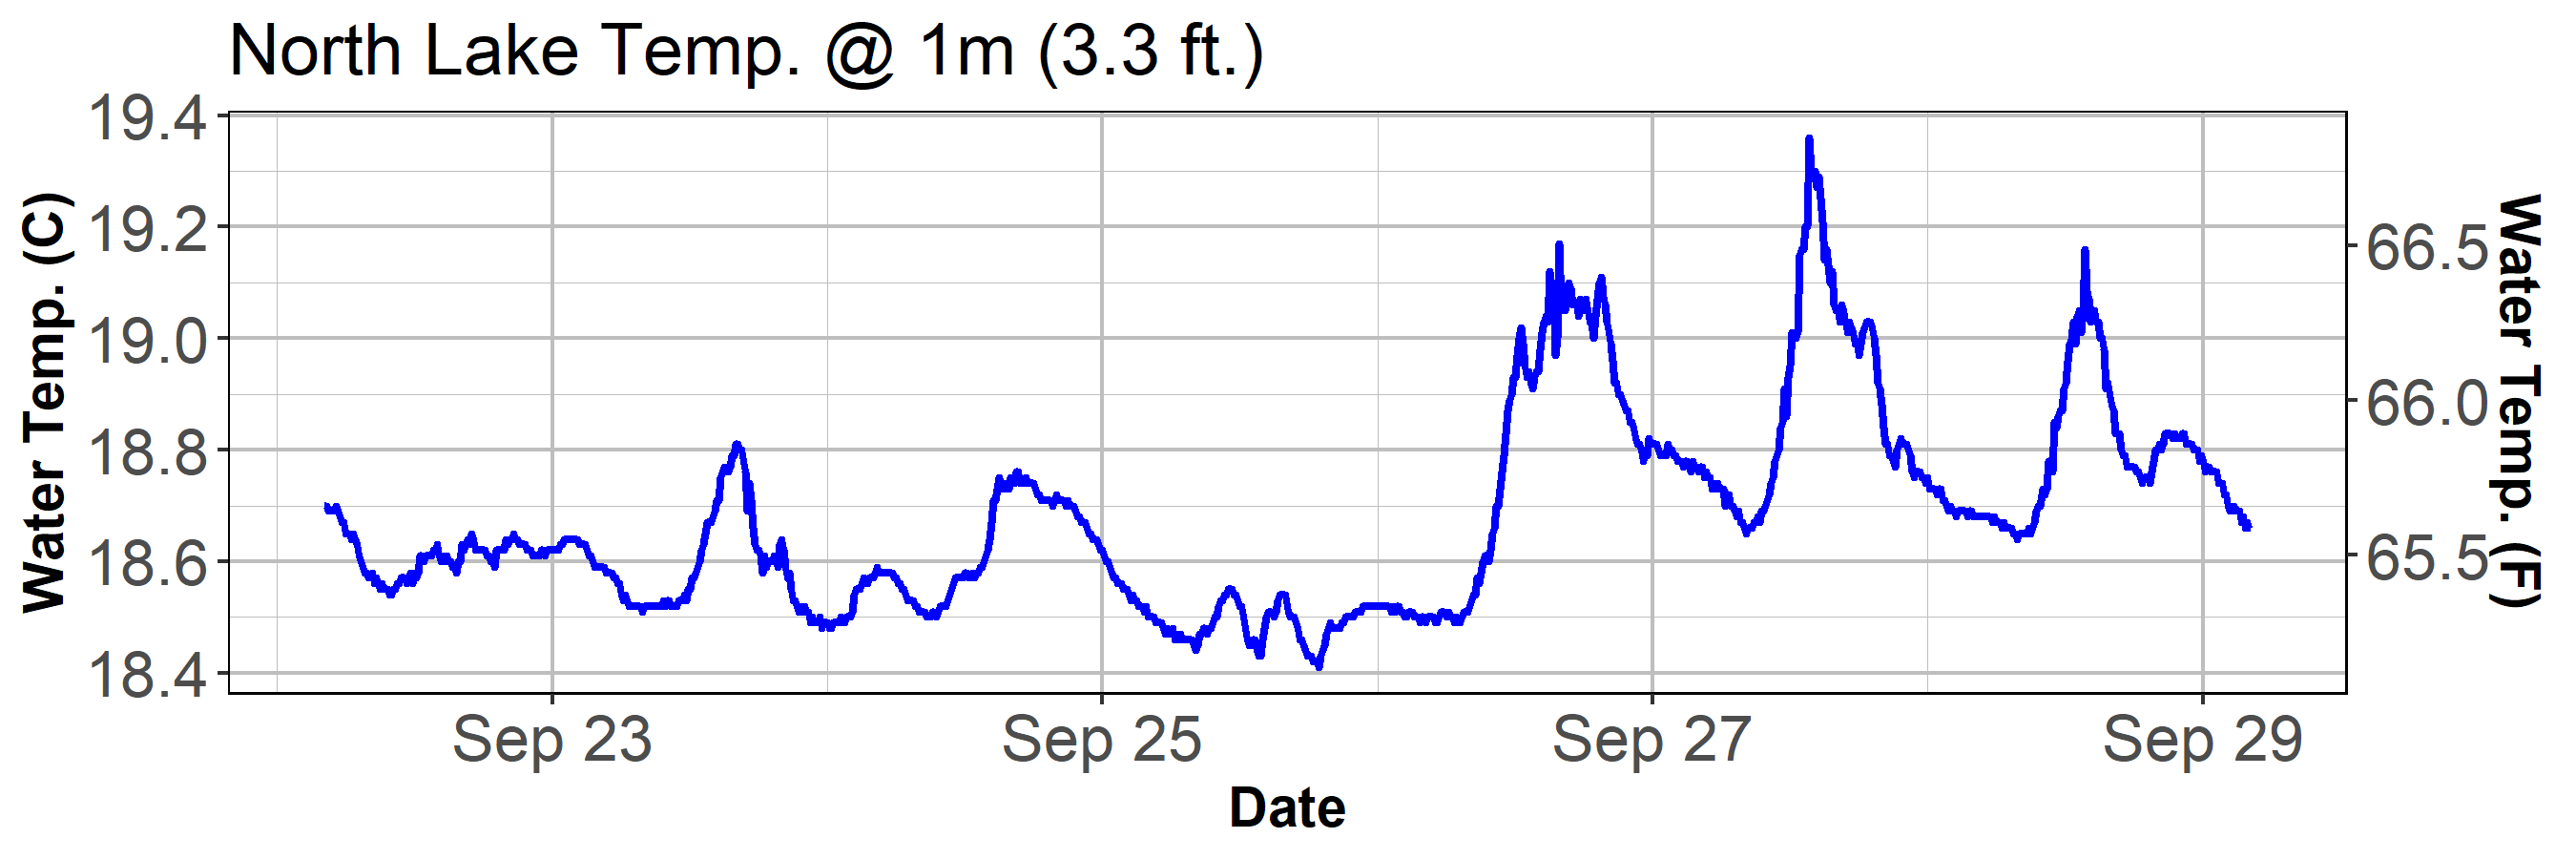 North Lake Temp. @ 1m (3.3 ft.)
Water Temp. (C)
19.4
19.2
19.0
18.8
18.6
18.4
66.5
66.0
65.5
Water Temp. (F)
Sep 23
Sep 25
Sep 27
Sep 29
Date